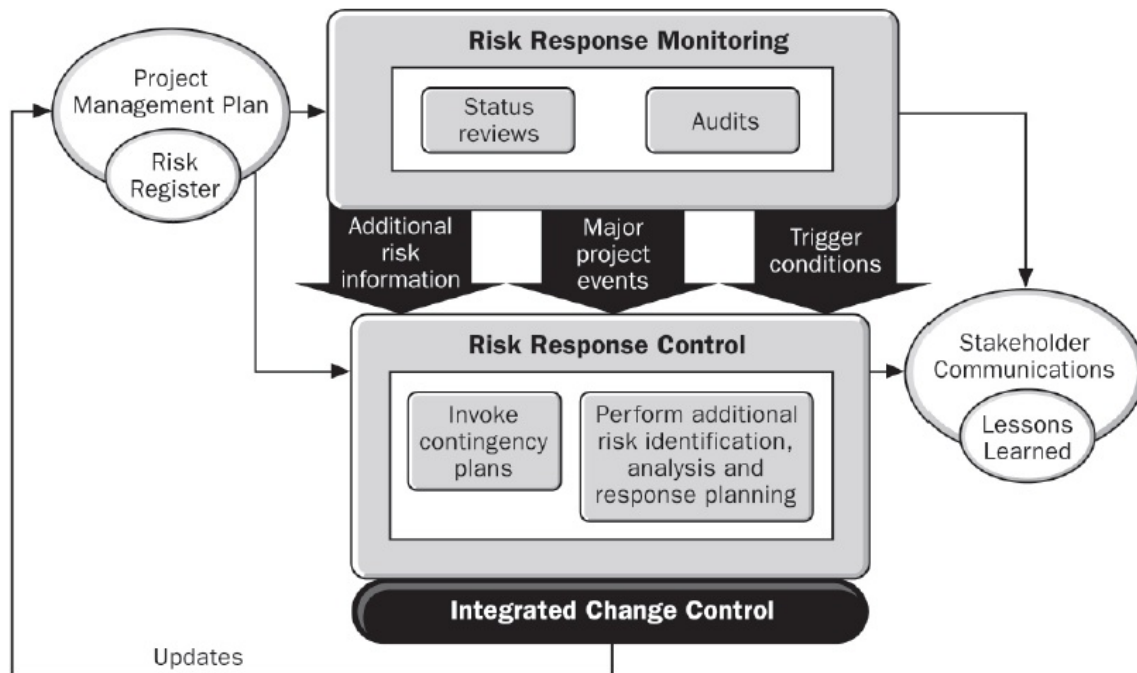 Risk Response Monitoring
Project
Management Plan
Risk
Register
Status
reviews
Audits
Additional
risk
information
Major
project
events
Trigger
conditions
Risk Response Control
Invoke
contingency
plans
Perform additional
risk identification,
analysis and
response planning
Stakeholder
Communications
Lessons
Learned
Integrated Change Control
Updates